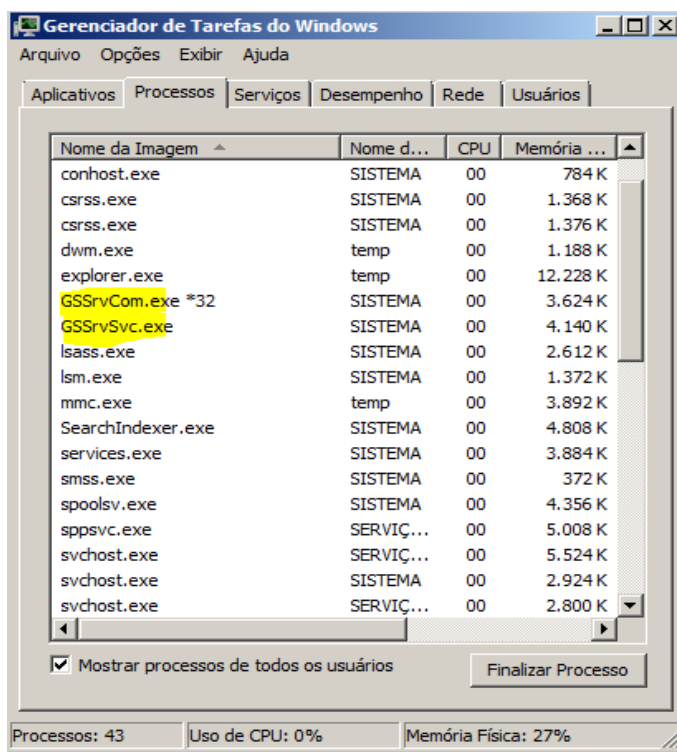 Gerenciador de Tarefas do Windows
Arquivo Opções Exibir Ajuda
Aplicativos Processos Serviços Desempenho Rede Usuários
Nome da Imagem Nome d... CPU Memória ...
conhost.exe SISTEMA 00 784 K
csrss.exe SISTEMA 00 1.368 K
csrss.exe SISTEMA 00 1.376 K
dwm.exe temp 00 1.188 K
explorer.exe temp 00 12.228 K
GSSrvCom.exe *32 SISTEMA 00 3.624 K
GSSrvSvc.exe SISTEMA 00 4.140 K
lsass.exe SISTEMA 00 2.612 K
lsm.exe SISTEMA 00 1.372 K
mmc.exe temp 00 3.892 K
SearchIndexer.exe SISTEMA 00 4.808 K
services.exe SISTEMA 00 3.884 K
smss.exe SISTEMA 00 372 K
spoolsv.exe SISTEMA 00 4.356 K
sppsvc.exe SERVIÇ... 00 5.008 K
svchost.exe SERVIÇ... 00 5.524 K
svchost.exe SISTEMA 00 2.924 K
svchost.exe SERVIÇ... 00 2.800 K
Mostrar processos de todos os usuários Finalizar Processo
Processos: 43 Uso de CPU: 0% Memória Física: 27%